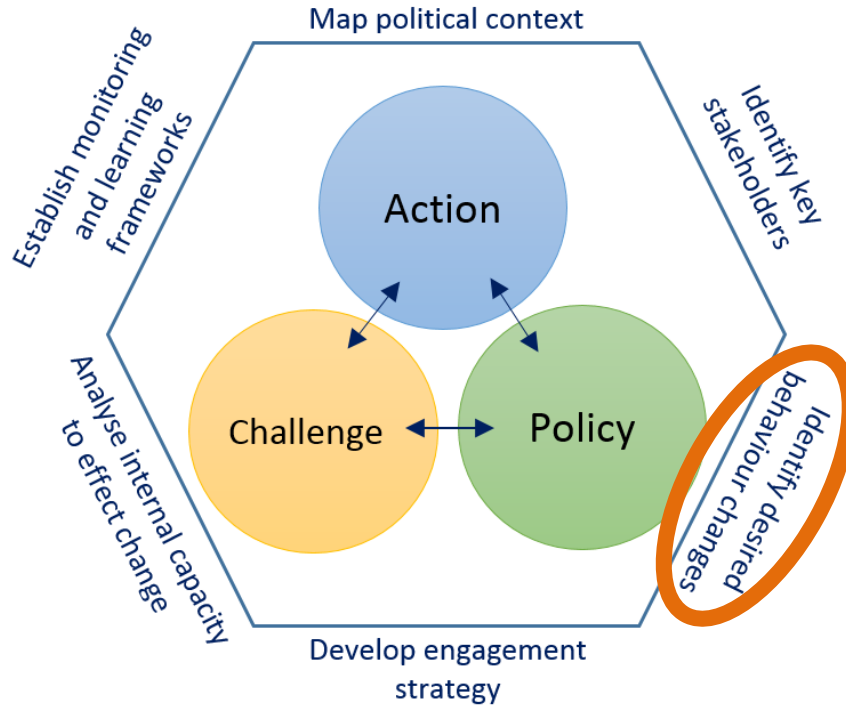 Map political context
Identify key
stakeholders
Identify desired
behaviour changes
Develop engagement
strategy
Analyse internal capacity
to effect change
Establish monitoring
and learning
frameworks
Action
Challenge
Policy